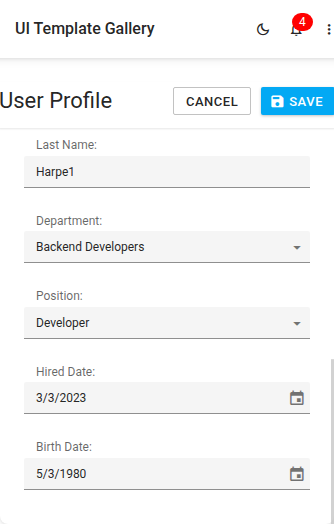 UI Template Gallery
4
User Profile
CANCEL
SAVE
Last Name:
Harpe1
Department:
Backend Developers
Position:
Developer
Hired Date:
3/3/2023
Birth Date:
5/3/1980